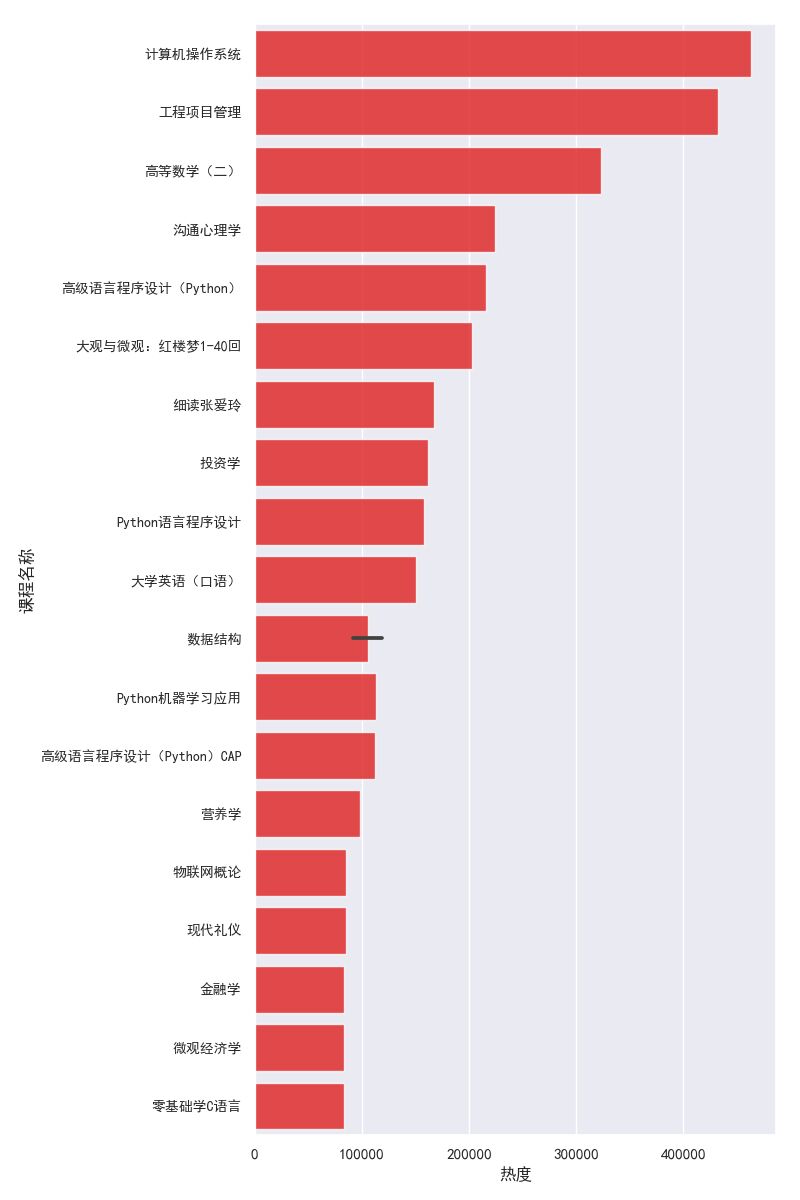 计算机操作系统
工程项目管理
高等数学（二）
沟通心理学
高级语言程序设计（Python）
大观与微观：红楼梦1-40回
细读张爱玲
投资学
Python语言程序设计
大学英语（口语）
数据结构
Python机器学习应用
高级语言程序设计（Python）CAP
营养学
物联网概论
现代礼仪
金融学
微观经济学
零基础学C语言
课程名称
0 100000 200000 300000 400000
热度